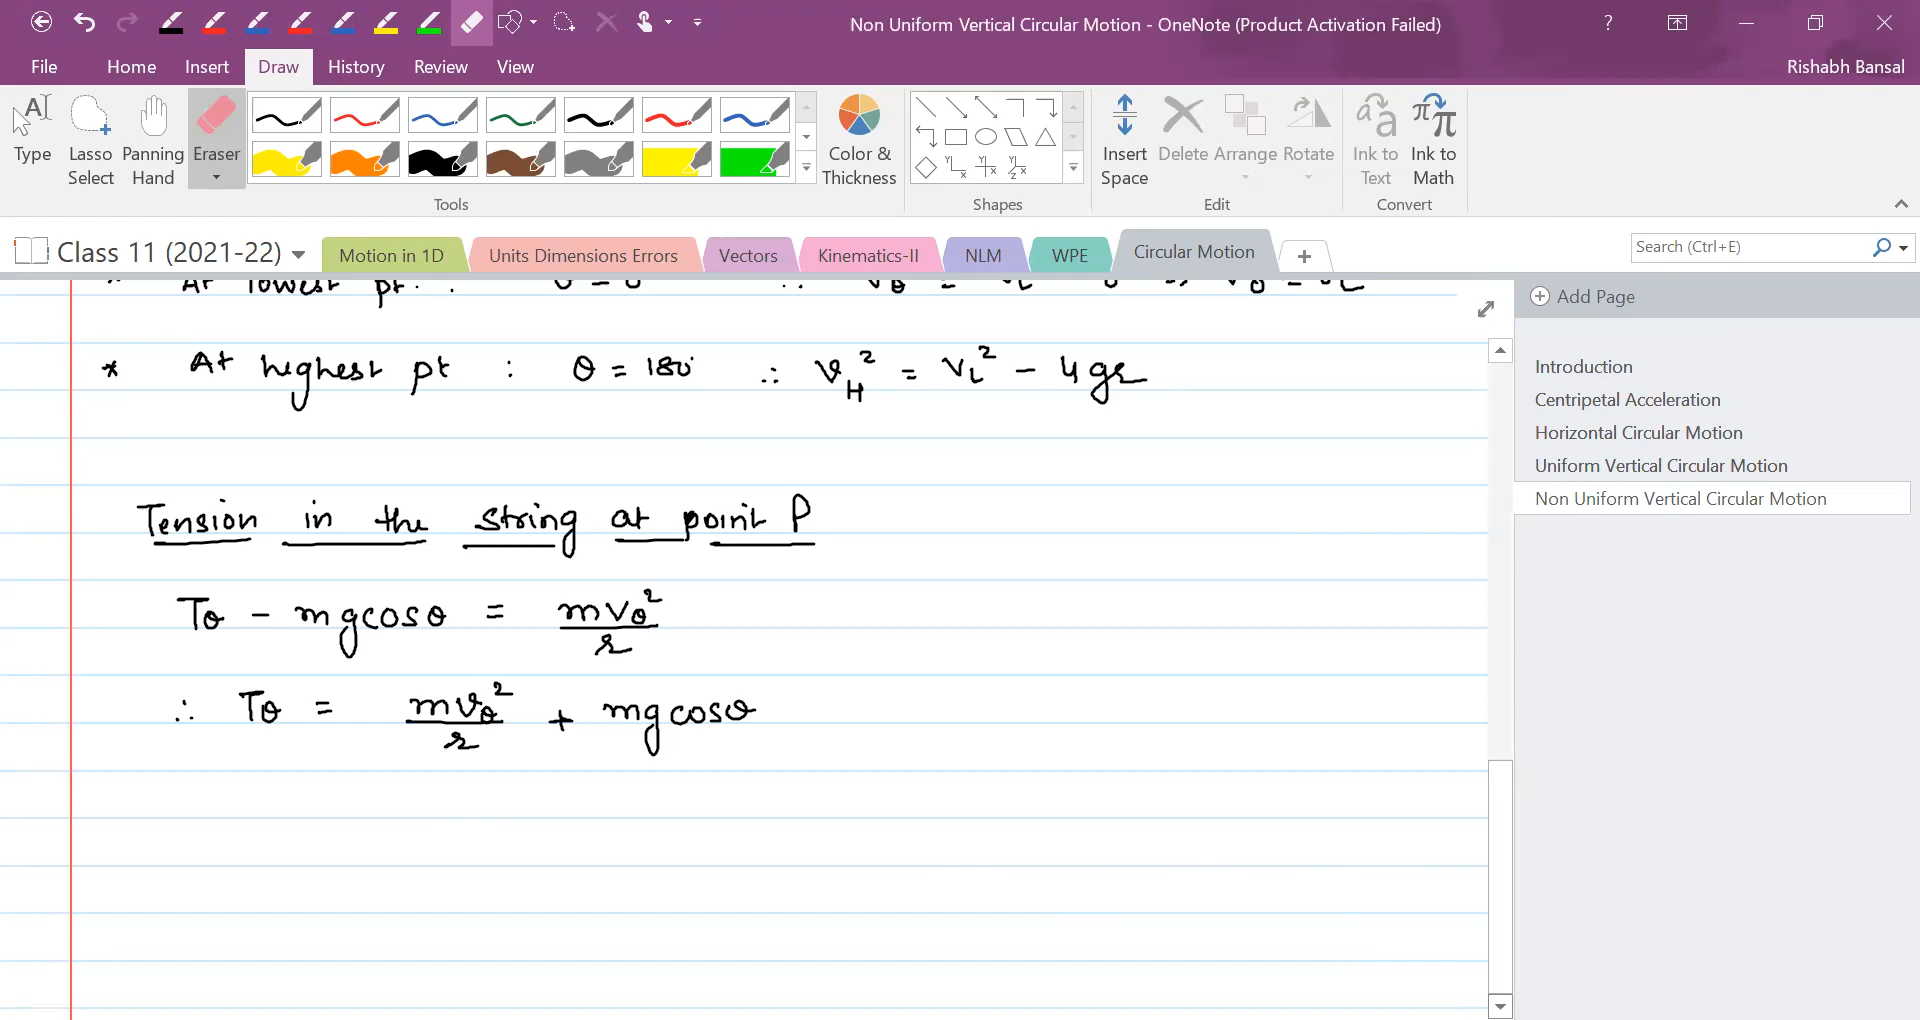 Non Uniform Vertical Circular Motion - OneNote (Product Activation Failed)
?
File Home Insert Draw History Review View
Rishabh Bansal
Type
Lasso Select
Panning Hand
Eraser
Color & Thickness
Insert Space
Delete
Arrange
Rotate
Ink to Text
Ink to Math
Tools Shapes Edit Convert
Class 11 (2021-22)
Motion in 1D Units Dimensions Errors Vectors Kinematics-II NLM WPE Circular Motion
Search (Ctrl+E)
Add Page
Introduction
Centripetal Acceleration
Horizontal Circular Motion
Uniform Vertical Circular Motion
Non Uniform Vertical Circular Motion
* At lowest pt :
* At highest pt : θ = 180° ∴ v_H² = v_L² - 4gr
Tension in the string at point P
Tθ - mg cosθ = mvθ²/r
∴ Tθ = mvθ²/r + mg cosθ